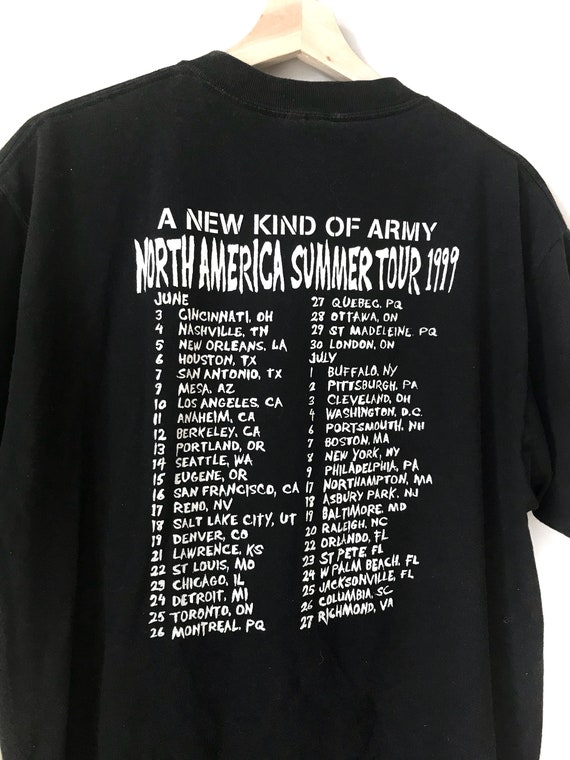 A NEW KIND OF ARMY
NORTH AMERICA SUMMER TOUR 1999
JUNE
3 CINCINNATI, OH
4 NASHVILLE, TN
5 NEW ORLEANS, LA
6 HOUSTON, TX
7 SAN ANTONIO, TX
9 MESA, AZ
10 LOS ANGELES, CA
11 ANAHEIM, CA
12 BERKELEY, CA
13 PORTLAND, OR
14 SEATTLE, WA
15 EUGENE, OR
16 SAN FRANCISCO, CA
17 RENO, NV
18 SALT LAKE CITY, UT
19 DENVER, CO
21 LAWRENCE, KS
22 ST LOUIS, MO
23 CHICAGO, IL
24 DETROIT, MI
25 TORONTO, ON
26 MONTREAL, PQ
27 QUEBEC, PQ
28 OTTAWA, ON
29 ST MADELEINE, PQ
30 LONDON, ON
JULY
1 BUFFALO, NY
2 PITTSBURGH, PA
3 CLEVELAND, OH
4 WASHINGTON, D.C.
6 PORTSMOUTH, NH
7 BOSTON, MA
8 NEW YORK, NY
9 PHILADELPHIA, PA
17 NORTHAMPTON, MA
18 ASBURY PARK, NJ
19 BALTIMORE, MD
20 RALEIGH, NC
22 ORLANDO, FL
23 ST PETE, FL
24 W PALM BEACH, FL
25 JACKSONVILLE, FL
26 COLUMBIA, SC
27 RICHMOND, VA